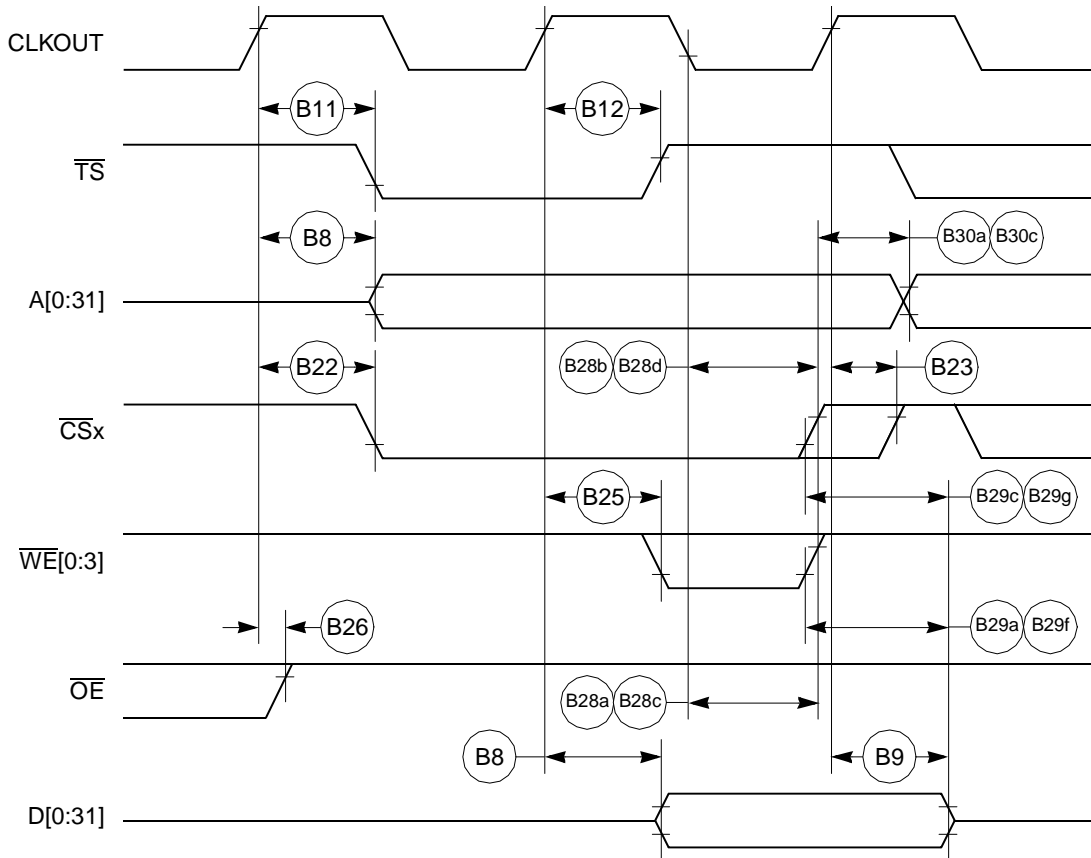 CLKOUT
B11 B12
TS
B8 B30a B30c
A[0:31]
B22 B28b B28d B23
CSx
B25 B29c B29g
WE[0:3]
B26 B29a B29f
OE
B28a B28c
B8 B9
D[0:31]